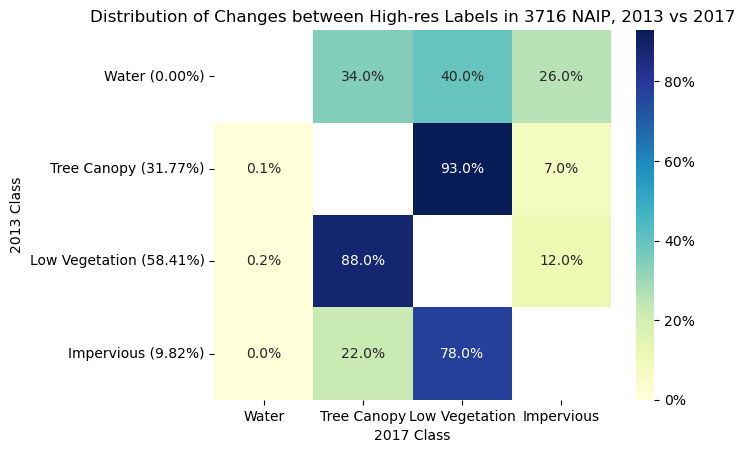 Distribution of Changes between High-res Labels in 3716 NAIP, 2013 vs 2017
Water (0.00%) 34.0% 40.0% 26.0%
Tree Canopy (31.77%) 0.1% 93.0% 7.0%
Low Vegetation (58.41%) 0.2% 88.0% 12.0%
Impervious (9.82%) 0.0% 22.0% 78.0%
2013 Class
Water Tree Canopy Low Vegetation Impervious
2017 Class
80%
60%
40%
20%
0%